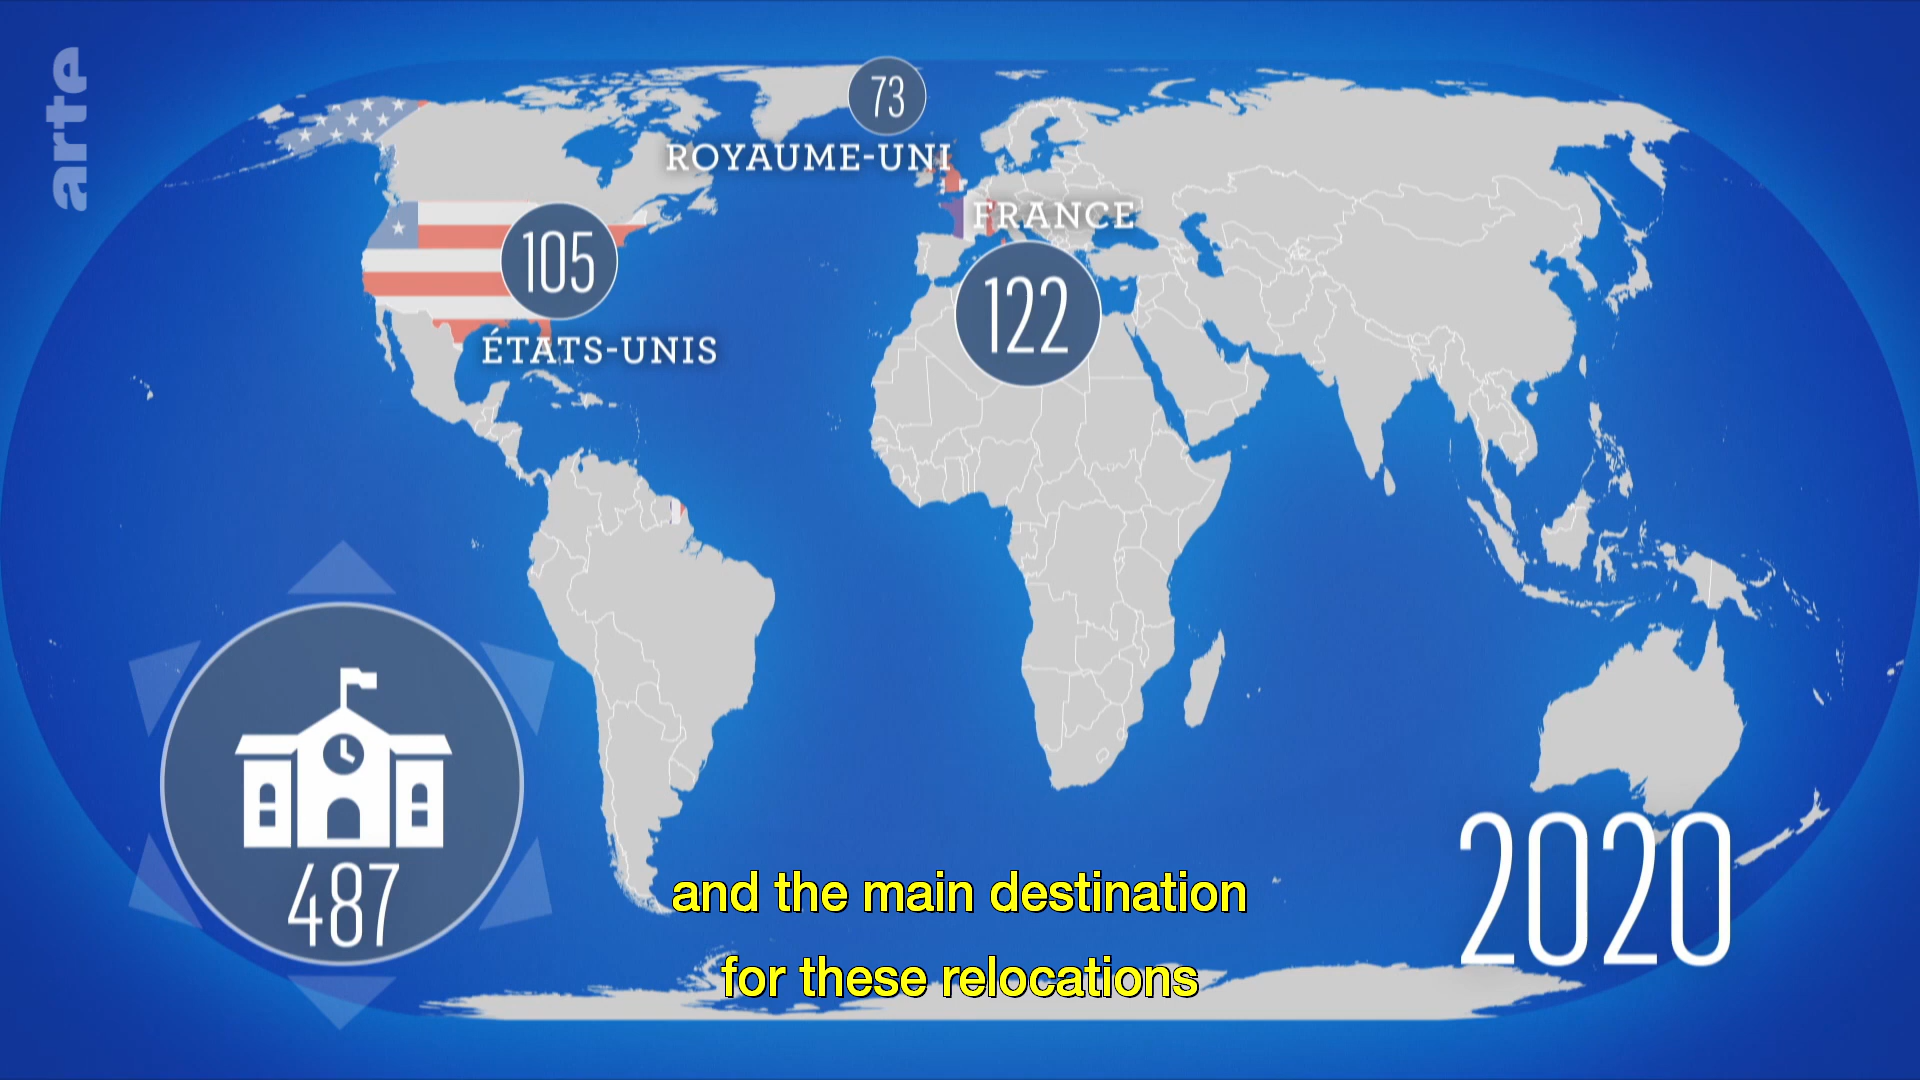 arte
73
ROYAUME-UNI
FRANCE
105
122
ÉTATS-UNIS
487
2020
and the main destination
for these relocations